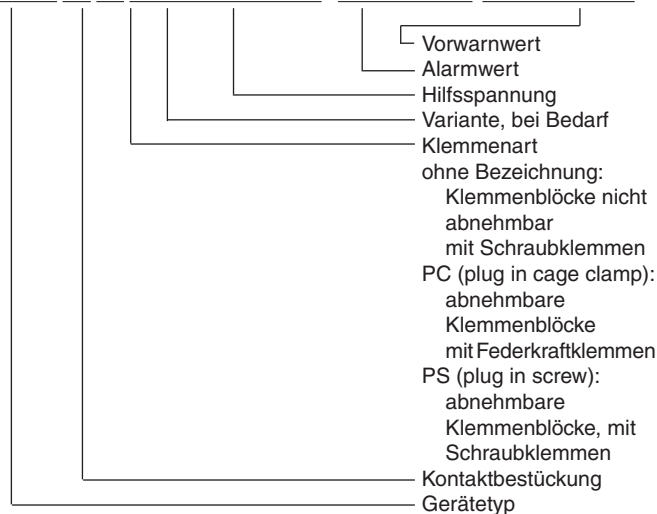 Vorwarnwert
Alarmwert
Hilfsspannung
Variante, bei Bedarf
Klemmenart
ohne Bezeichnung:
Klemmenblöcke nicht
abnehmbar
mit Schraubklemmen
PC (plug in cage clamp):
abnehmbare
Klemmenblöcke
mit Federkraftklemmen
PS (plug in screw):
abnehmbare
Klemmenblöcke, mit
Schraubklemmen
Kontaktbestückung
Gerätetyp